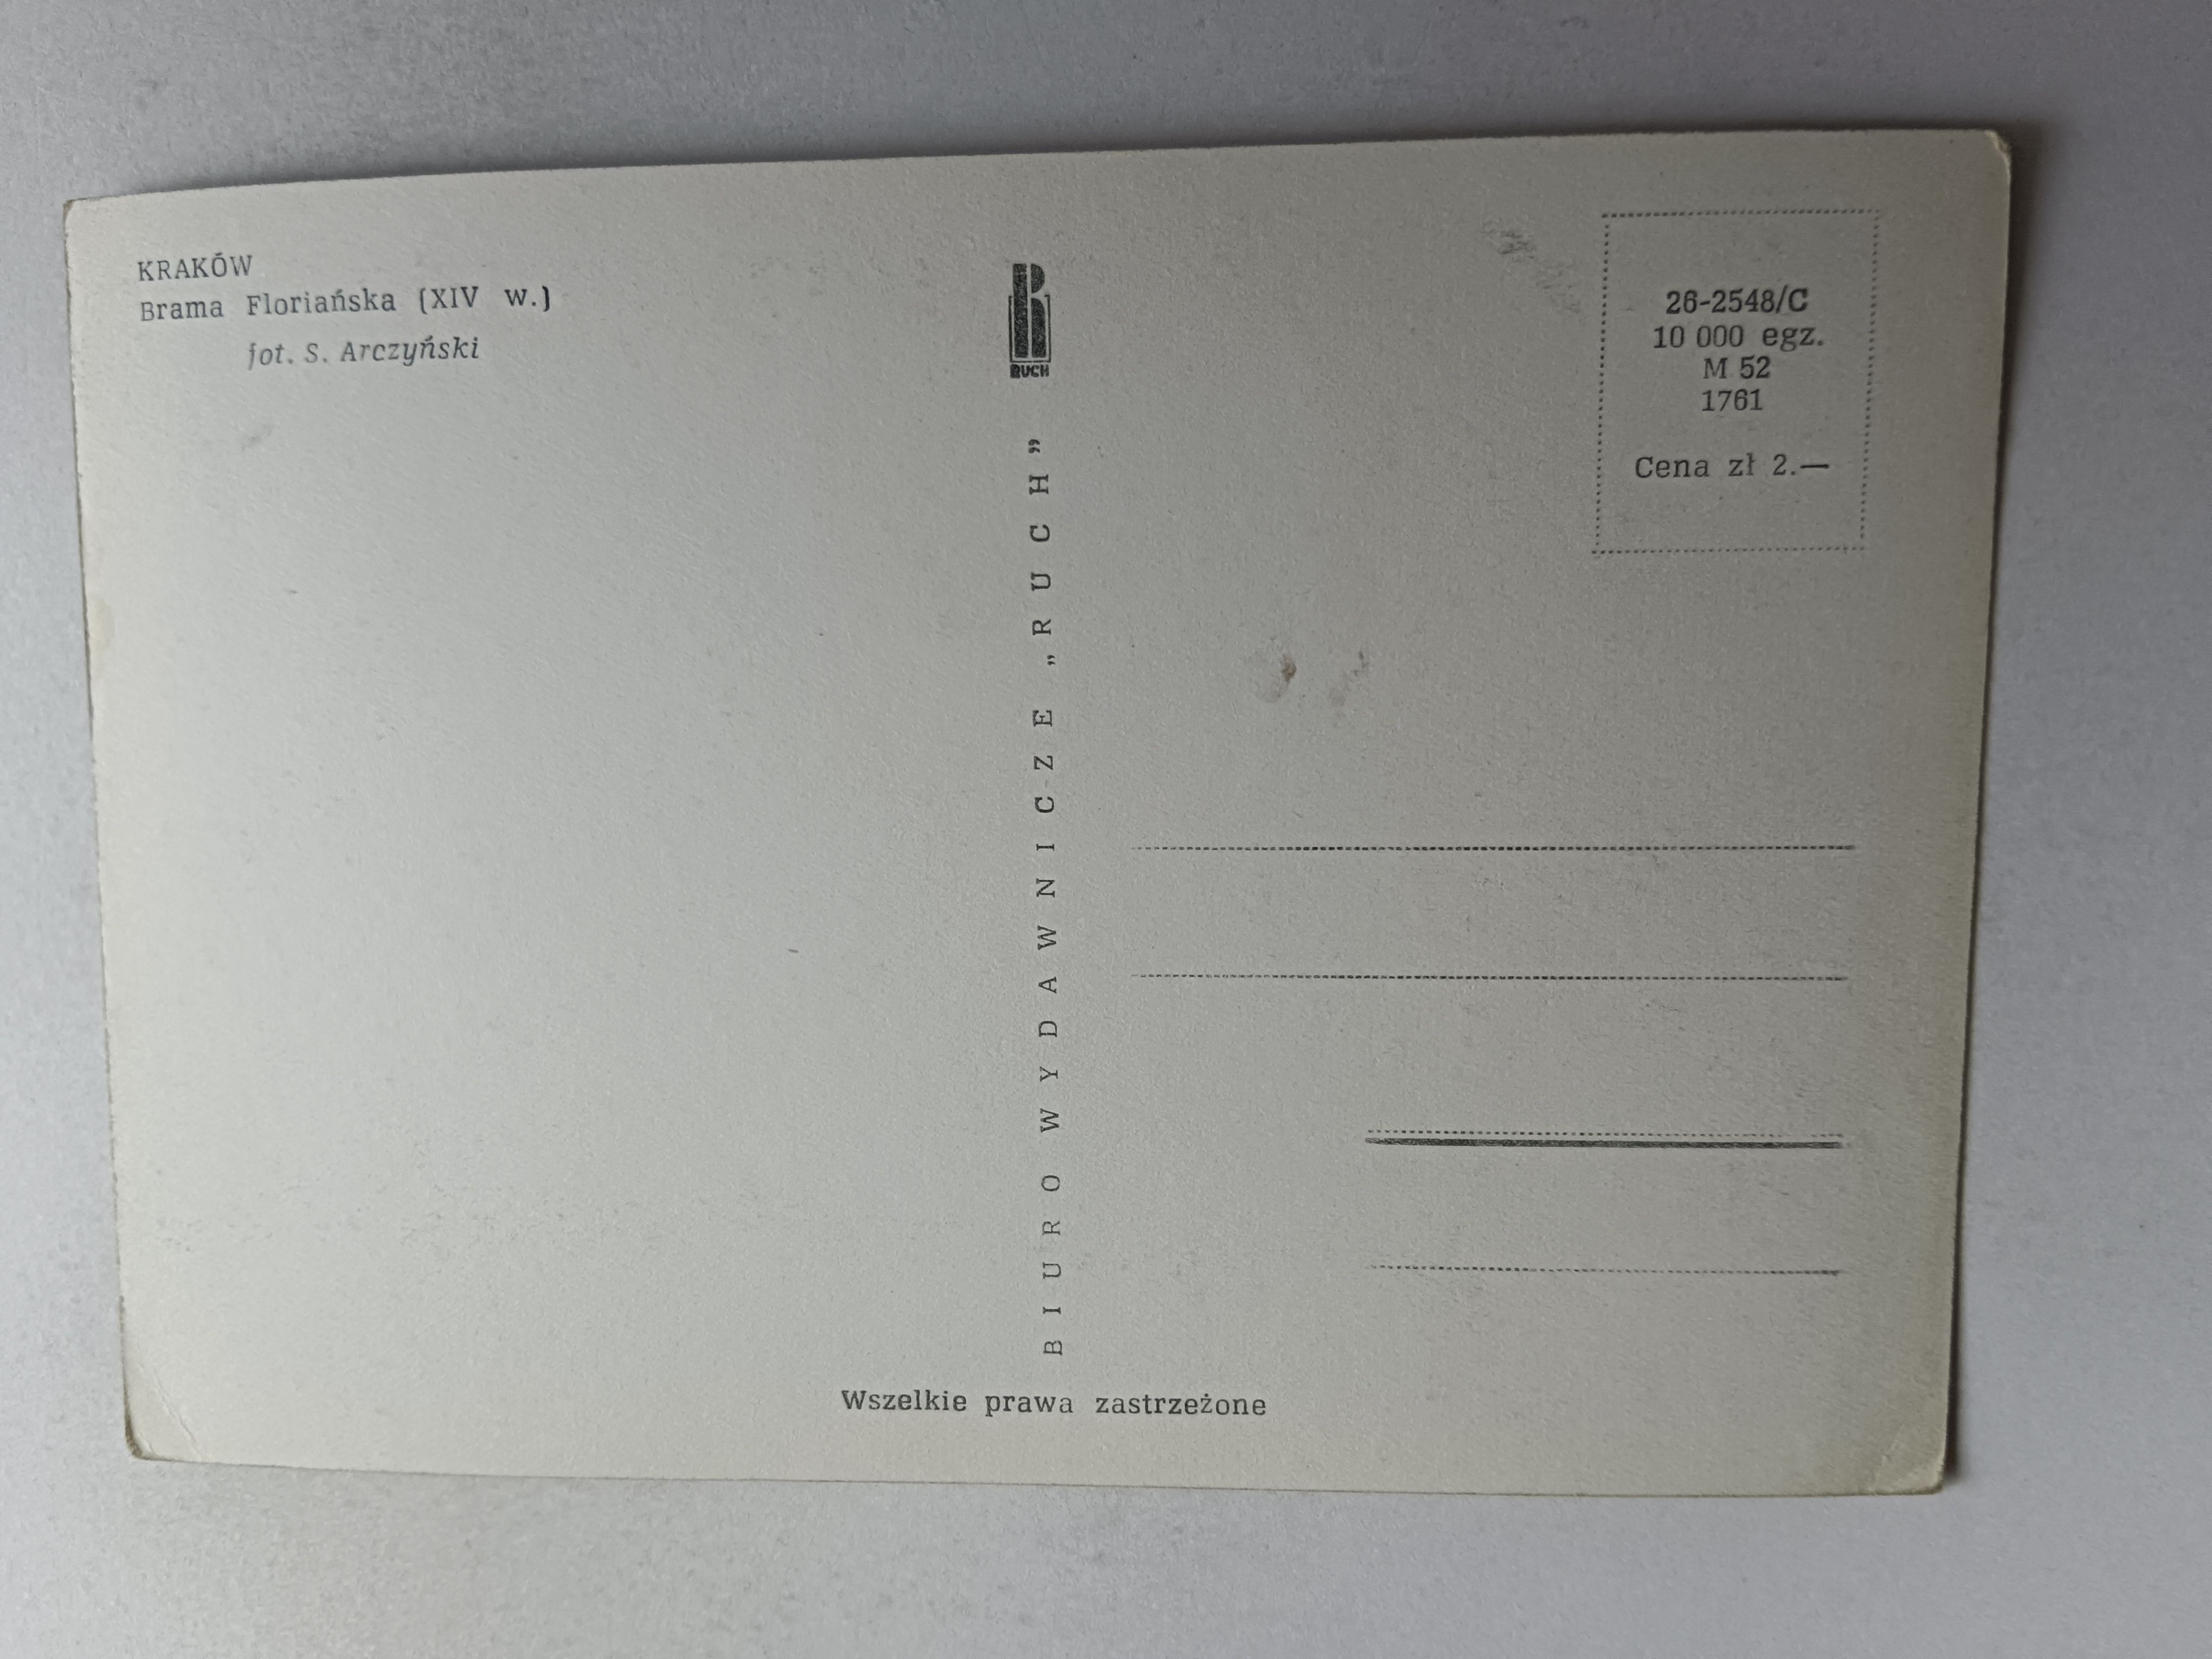 KRAKÓW
Brama Floriańska (XIV w.)
fot. S. Arczyński
RUCH
BIURO WYDAWNICZE „RUCH”
26-2548/C
10 000 egz.
M 52
1761
Cena zł 2.—
Wszelkie prawa zastrzeżone